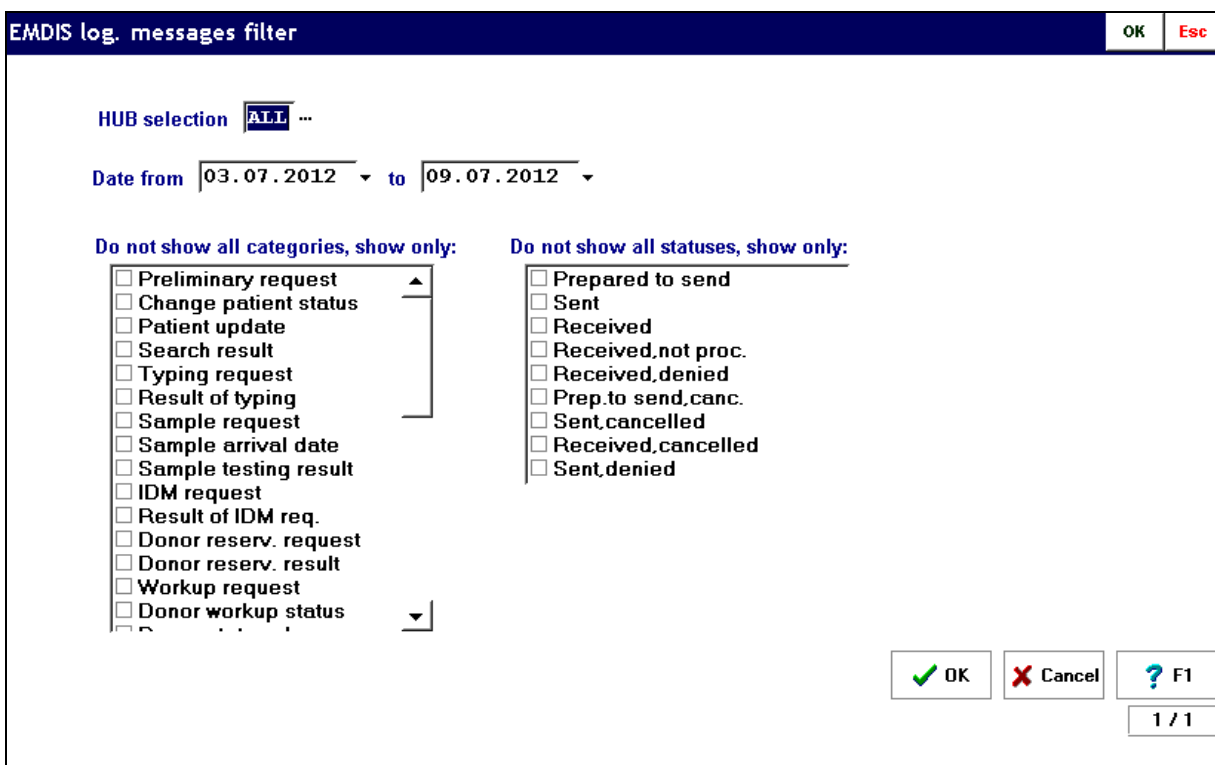 EMDIS log. messages filter OK Esc
HUB selection ALL ...
Date from 03.07.2012 to 09.07.2012
Do not show all categories, show only:
Preliminary request
Change patient status
Patient update
Search result
Typing request
Result of typing
Sample request
Sample arrival date
Sample testing result
IDM request
Result of IDM req.
Donor reserv. request
Donor reserv. result
Workup request
Donor workup status
Do not show all statuses, show only:
Prepared to send
Sent
Received
Received,not proc.
Received,denied
Prep.to send,canc.
Sent,cancelled
Received,cancelled
Sent,denied
OK Cancel ? F1
1 / 1